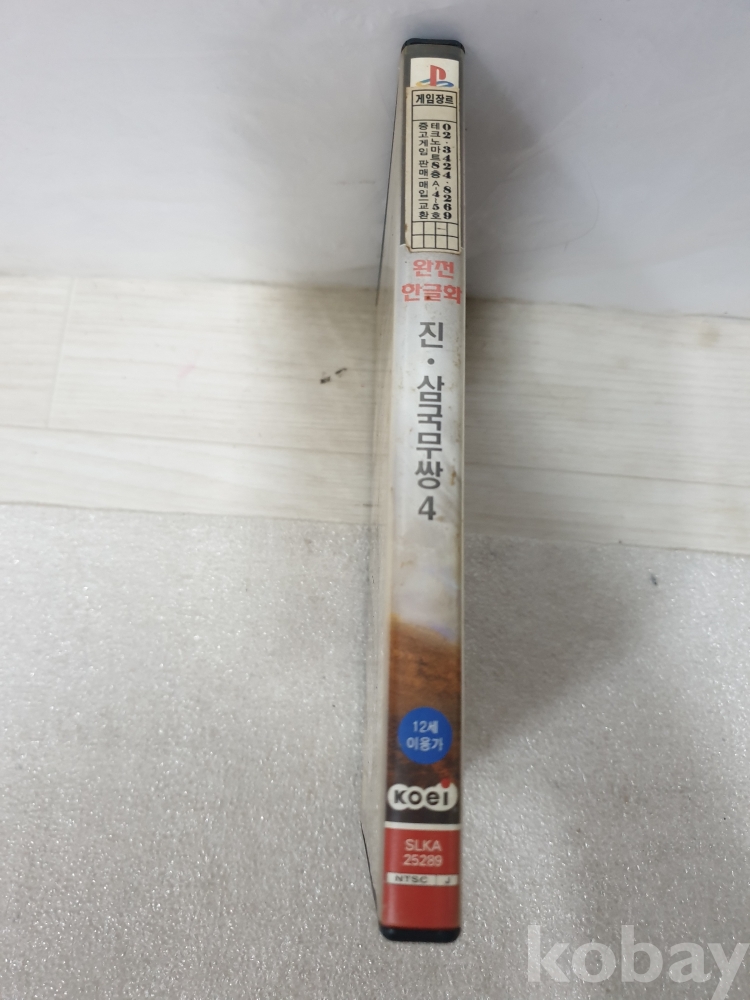 게임장르
02·3424·8269
테크노마트8층A-4~5호
중고게임 판매|매입|교환
완전
한글화
진·삼국무쌍 4
12세
이용가
KOEI
SLKA
25289
NTSC J
kobay